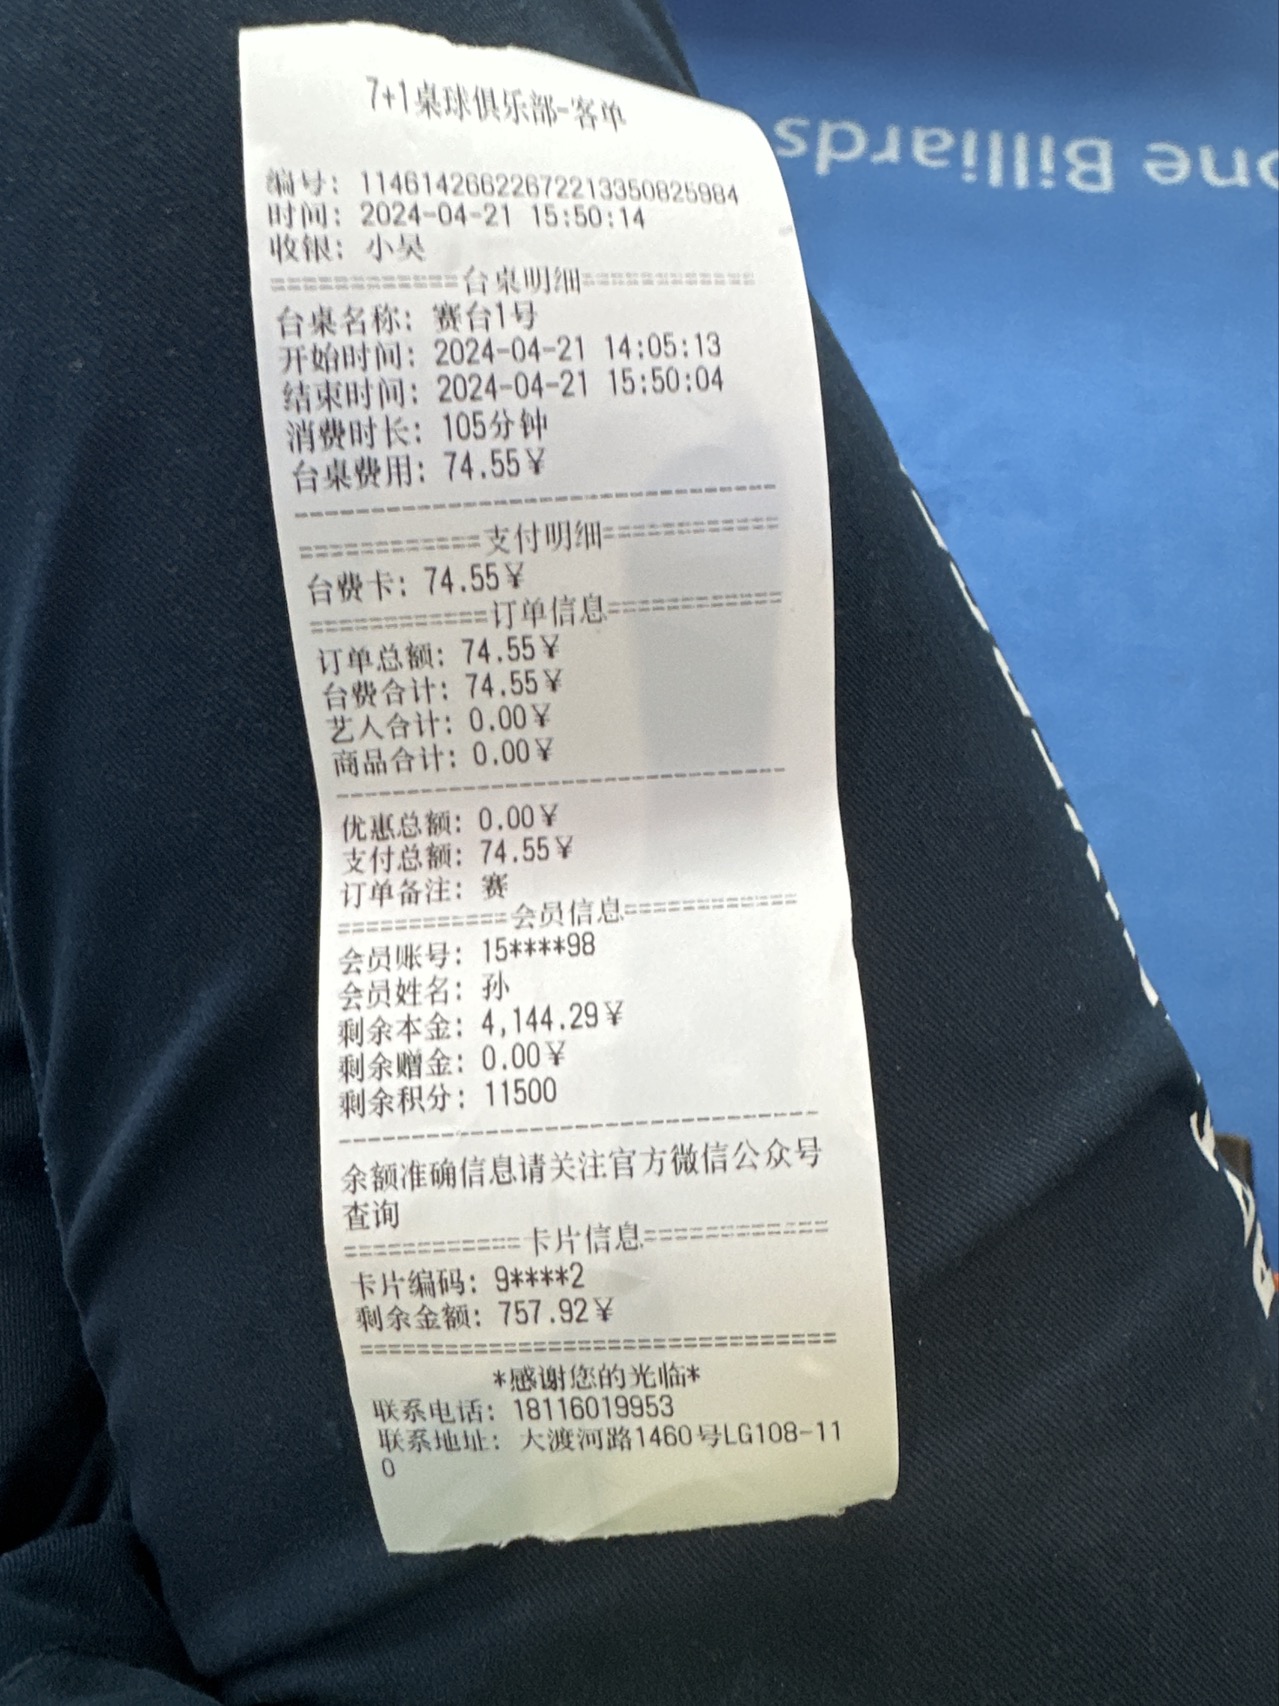 7+1桌球俱乐部-客单
编号: 1146142662267221335082​5984
时间: 2024-04-21 15:50:14
收银: 小吴
============台桌明细============
台桌名称: 赛台1号
开始时间: 2024-04-21 14:05:13
结束时间: 2024-04-21 15:50:04
消费时长: 105分钟
台桌费用: 74.55¥
--------------------------------
============支付明细============
台费卡: 74.55¥
============订单信息============
订单总额: 74.55¥
台费合计: 74.55¥
艺人合计: 0.00¥
商品合计: 0.00¥
--------------------------------
优惠总额: 0.00¥
支付总额: 74.55¥
订单备注: 赛
============会员信息============
会员账号: 15****98
会员姓名: 孙
剩余本金: 4,144.29¥
剩余赠金: 0.00¥
剩余积分: 11500
--------------------------------
余额准确信息请关注官方微信公众号
查询
============卡片信息============
卡片编码: 9****2
剩余金额: 757.92¥
================================
*感谢您的光临*
联系电话: 18116019953
联系地址: 大渡河路1460号LG108-11
0
one Billiards